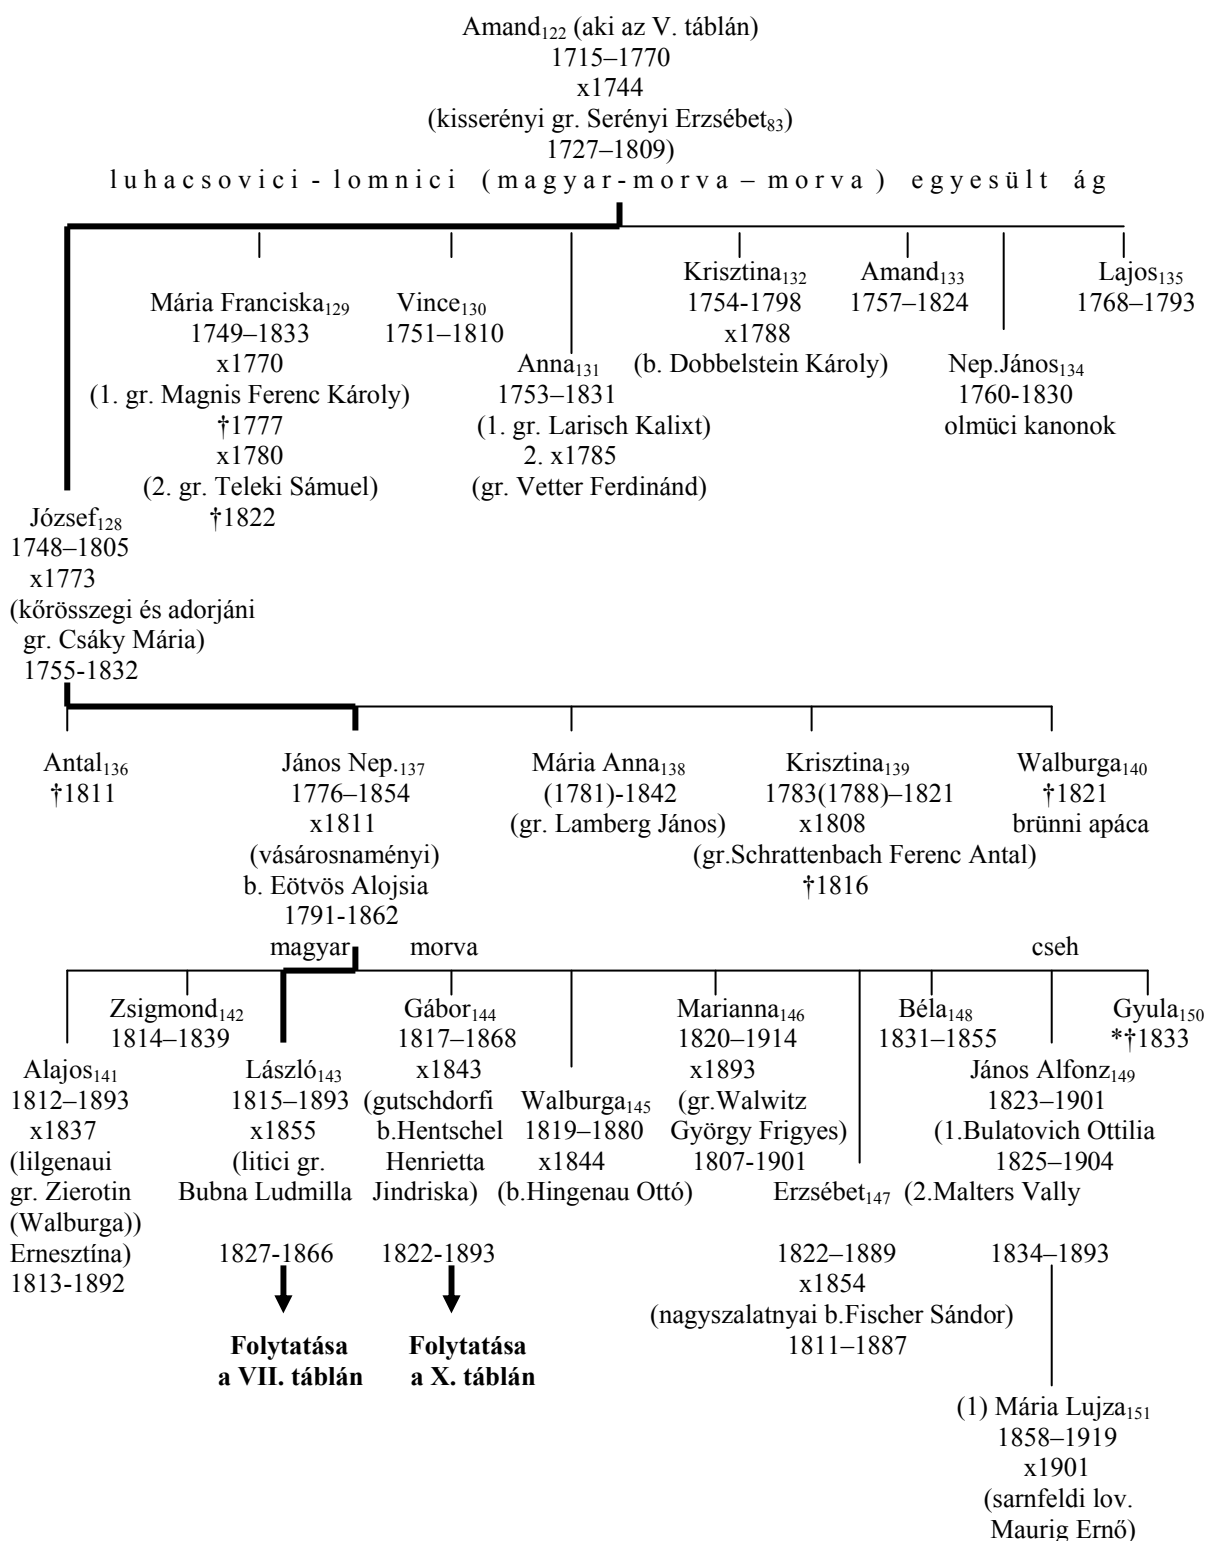 Amand122 (aki az V. táblán)
1715–1770
x1744
(kisserényi gr. Serényi Erzsébet83)
1727–1809)
luhacsovici-lomnici (magyar-morva – morva) egyesült ág
Mária Franciska129
1749–1833
x1770
(1. gr. Magnis Ferenc Károly)
†1777
x1780
(2. gr. Teleki Sámuel)
†1822
Vince130
1751–1810
Anna131
1753–1831
(1. gr. Larisch Kalixt)
2. x1785
(gr. Vetter Ferdinánd)
Krisztina132
1754-1798
x1788
(b. Dobbelstein Károly)
Amand133
1757–1824
Nep.János134
1760-1830
olmüci kanonok
Lajos135
1768–1793
József128
1748–1805
x1773
(kőrösszegi és adorjáni
gr. Csáky Mária)
1755-1832
Antal136
†1811
János Nep.137
1776–1854
x1811
(vásárosnaményi)
b. Eötvös Alojsia
1791-1862
Mária Anna138
(1781)-1842
(gr. Lamberg János)
Krisztina139
1783(1788)–1821
x1808
(gr.Schrattenbach Ferenc Antal)
†1816
Walburga140
†1821
brünni apáca
magyar
morva
cseh
Alajos141
1812–1893
x1837
(lilgenaui
gr. Zierotin
(Walburga))
Ernesztína)
1813-1892
Zsigmond142
1814–1839
László143
1815–1893
x1855
(litici gr.
Bubna Ludmilla
1827-1866
Folytatása
a VII. táblán
Gábor144
1817–1868
x1843
(gutschdorfi
b.Hentschel
Henrietta
Jindriska)
1822-1893
Folytatása
a X. táblán
Walburga145
1819–1880
x1844
(b.Hingenau Ottó)
Marianna146
1820–1914
x1893
(gr.Walwitz
György Frigyes)
1807-1901
Erzsébet147
1822–1889
x1854
(nagyszalatnyai b.Fischer Sándor)
1811–1887
Béla148
1831–1855
János Alfonz149
1823–1901
(1.Bulatovich Ottilia
1825–1904
(2.Malters Vally
1834–1893
Gyula150
*†1833
(1) Mária Lujza151
1858–1919
x1901
(sarnfeldi lov.
Maurig Ernő)